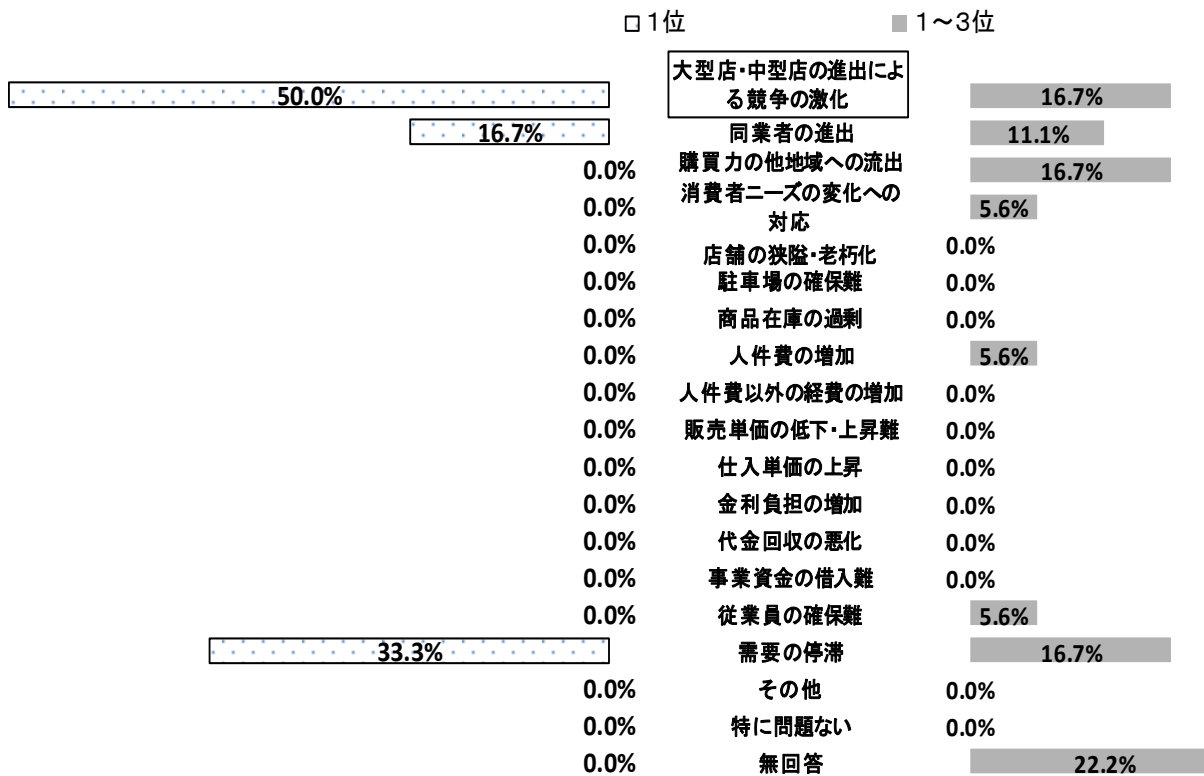 1位 1～3位
50.0% 大型店・中型店の進出によ
る競争の激化 16.7%
16.7% 同業者の進出 11.1%
0.0% 購買力の他地域への流出 16.7%
0.0% 消費者ニーズの変化への
対応 5.6%
0.0% 店舗の狭隘・老朽化 0.0%
0.0% 駐車場の確保難 0.0%
0.0% 商品在庫の過剰 0.0%
0.0% 人件費の増加 5.6%
0.0% 人件費以外の経費の増加 0.0%
0.0% 販売単価の低下・上昇難 0.0%
0.0% 仕入単価の上昇 0.0%
0.0% 金利負担の増加 0.0%
0.0% 代金回収の悪化 0.0%
0.0% 事業資金の借入難 0.0%
0.0% 従業員の確保難 5.6%
33.3% 需要の停滞 16.7%
0.0% その他 0.0%
0.0% 特に問題ない 0.0%
0.0% 無回答 22.2%